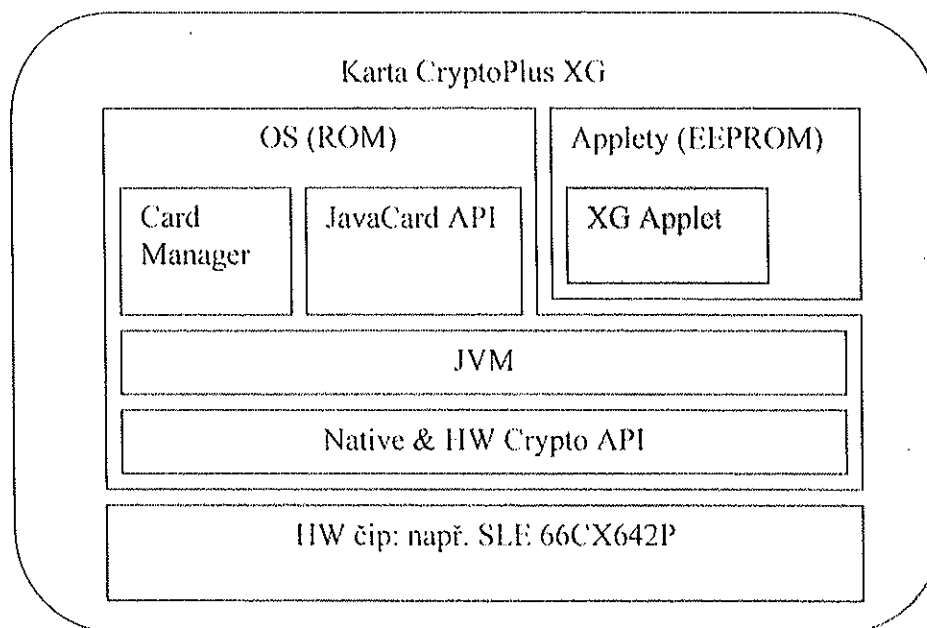 Karta CryptoPlus XG
OS (ROM)
Applety (EEPROM)
Card
Manager
JavaCard API
XG Applet
JVM
Native & HW Crypto API
HW čip: např. SLE 66CX642P